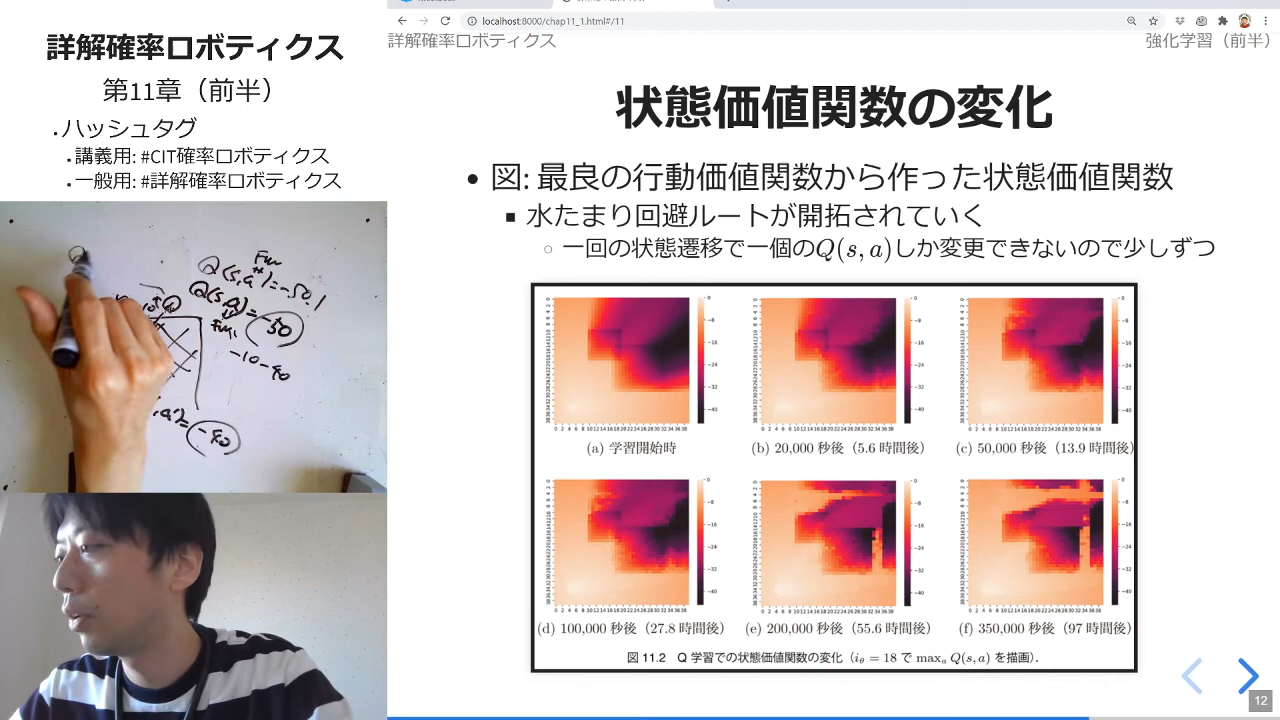 詳解確率ロボティクス
第11章（前半）
ハッシュタグ
講義用: #CIT確率ロボティクス
一般用: #詳解確率ロボティクス
localhost:8000/chap11_1.html#/11
詳解確率ロボティクス
強化学習（前半）
状態価値関数の変化
図: 最良の行動価値関数から作った状態価値関数
水たまり回避ルートが開拓されていく
一回の状態遷移で一個のQ(s, a)しか変更できないので少しずつ
(a) 学習開始時
(b) 20,000 秒後（5.6 時間後）
(c) 50,000 秒後（13.9 時間後）
(d) 100,000 秒後（27.8 時間後）
(e) 200,000 秒後（55.6 時間後）
(f) 350,000 秒後（97 時間後）
図 11.2 Q 学習での状態価値関数の変化（iθ = 18 で maxa Q(s, a) を描画）．
12
Q(s,a)=-50.1
Q(s,a)=-50
-10-40
a)=-40